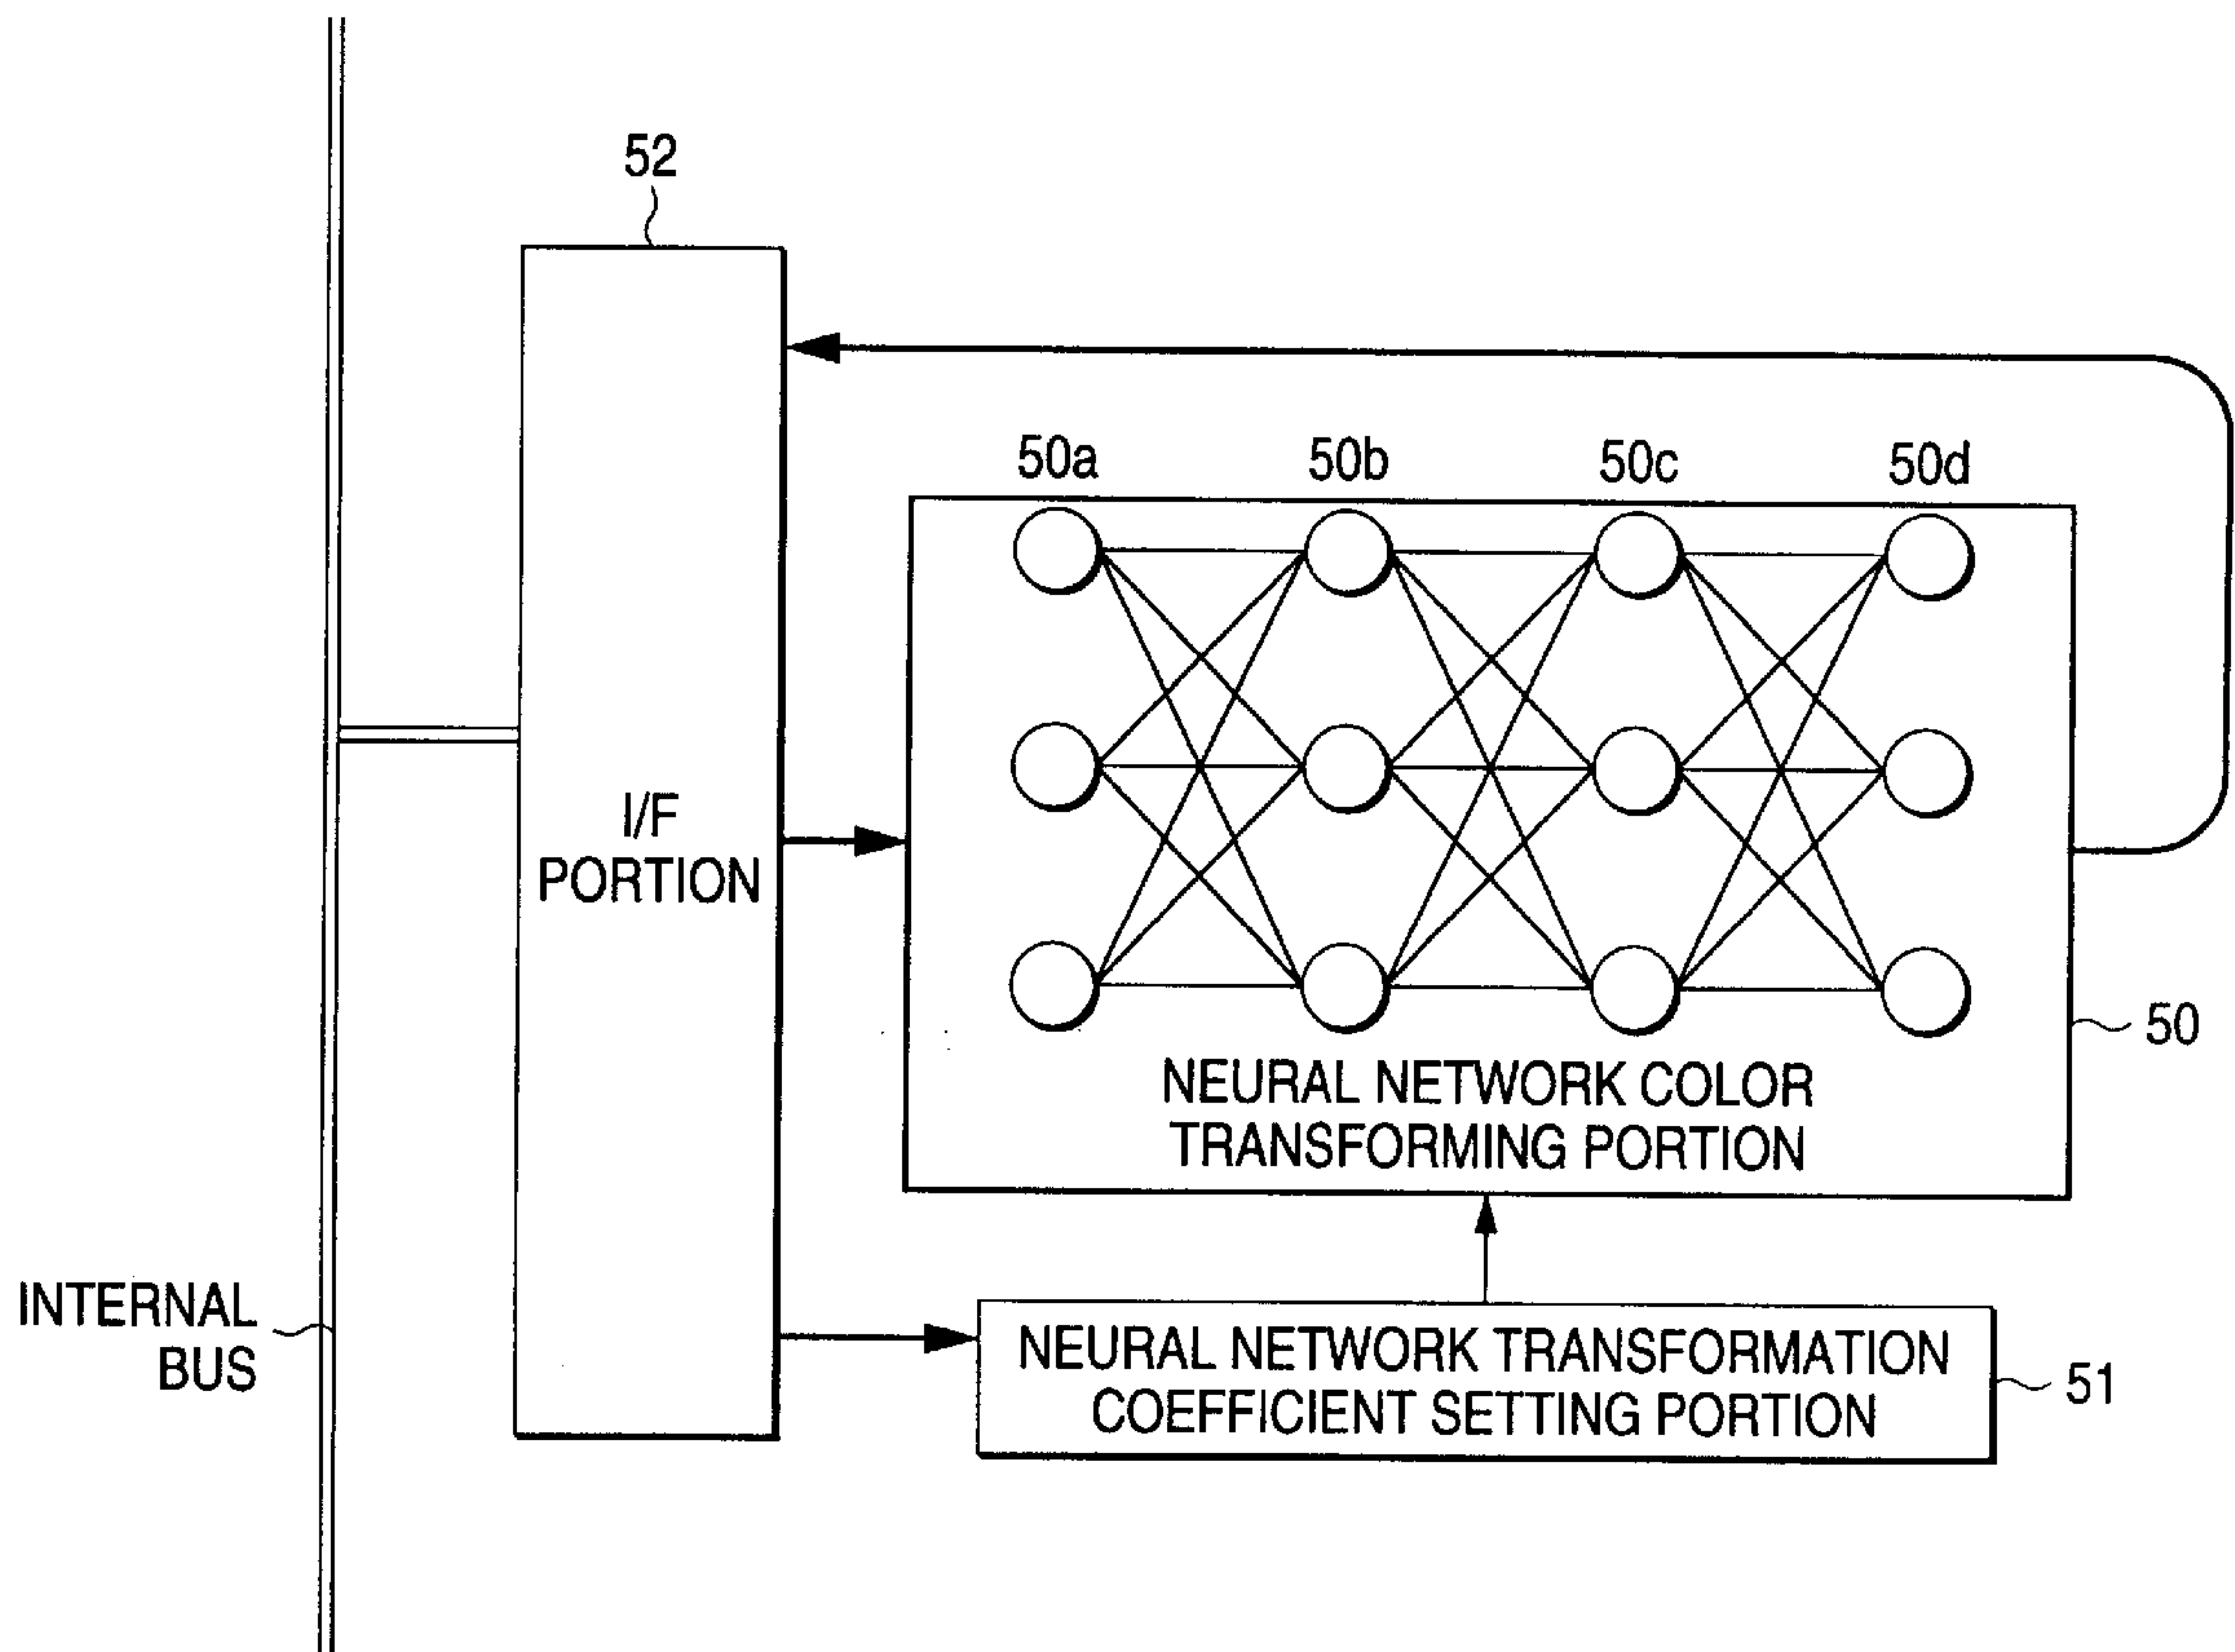 52
50a 50b 50c 50d
I/F
PORTION
50
NEURAL NETWORK COLOR
TRANSFORMING PORTION
INTERNAL
BUS
NEURAL NETWORK TRANSFORMATION
COEFFICIENT SETTING PORTION
51